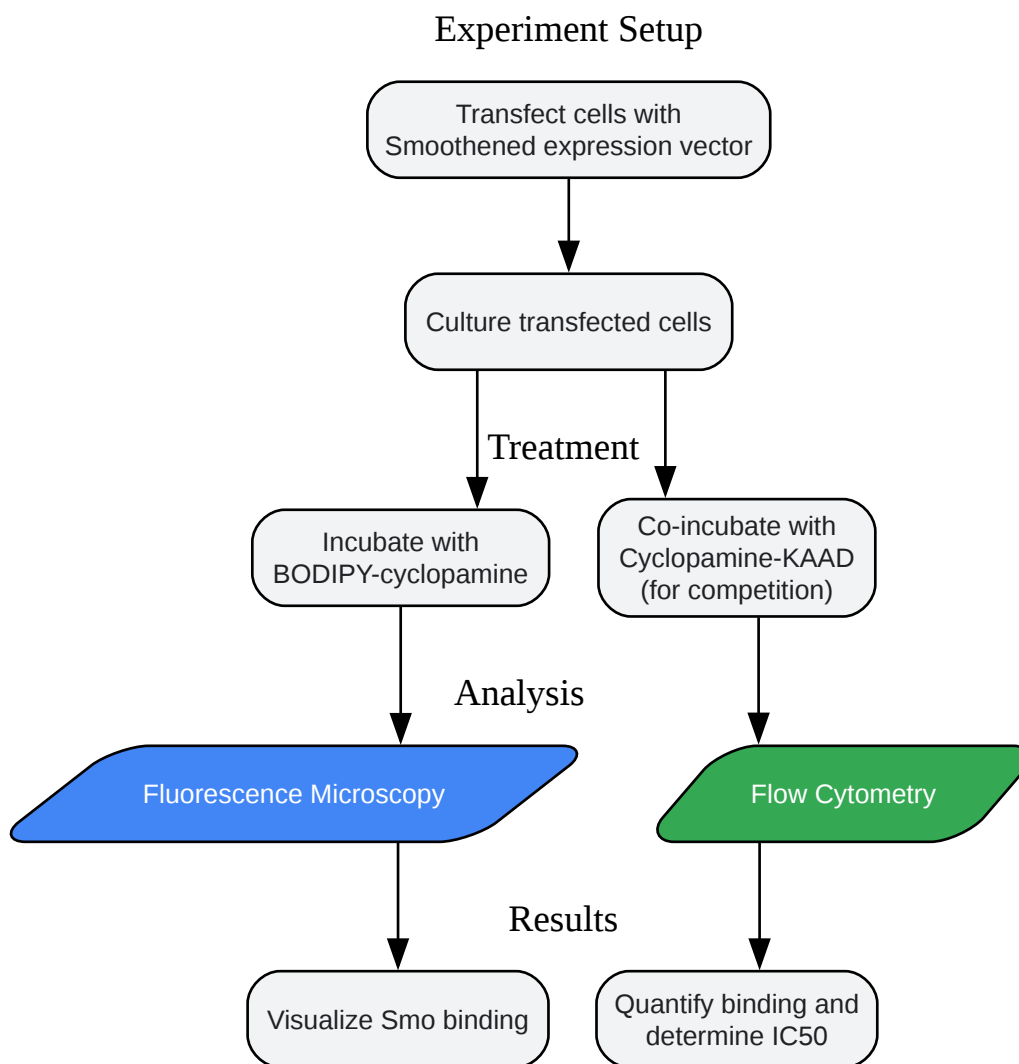 Experiment Setup
Transfect cells with
Smoothened expression vector
Culture transfected cells
Treatment
Incubate with
BODIPY-cyclopamine
Co-incubate with
Cyclopamine-KAAD
(for competition)
Analysis
Fluorescence Microscopy
Flow Cytometry
Results
Visualize Smo binding
Quantify binding and
determine IC50